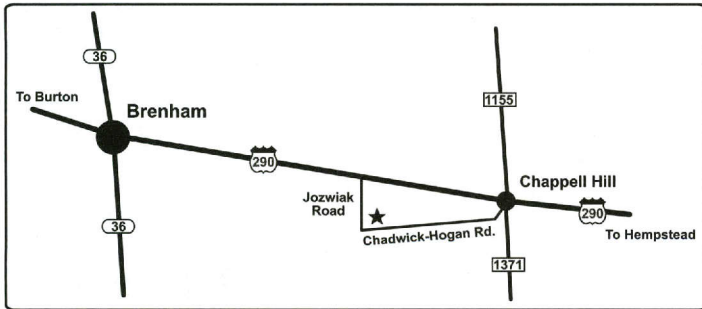 36
To Burton
Brenham
1155
290
Chappell Hill
Jozwiak
Road
290
36
Chadwick-Hogan Rd.
To Hempstead
1371